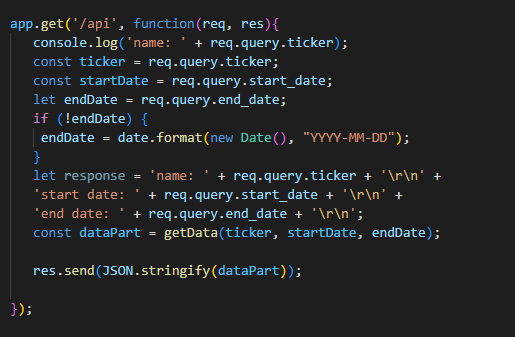 app.get('/api', function(req, res){
console.log('name: ' + req.query.ticker);
const ticker = req.query.ticker;
const startDate = req.query.start_date;
let endDate = req.query.end_date;
if (!endDate) {
endDate = date.format(new Date(), "YYYY-MM-DD");
}
let response = 'name: ' + req.query.ticker + '\r\n' +
'start date: ' + req.query.start_date + '\r\n' +
'end date: ' + req.query.end_date + '\r\n';
const dataPart = getData(ticker, startDate, endDate);
res.send(JSON.stringify(dataPart));
});